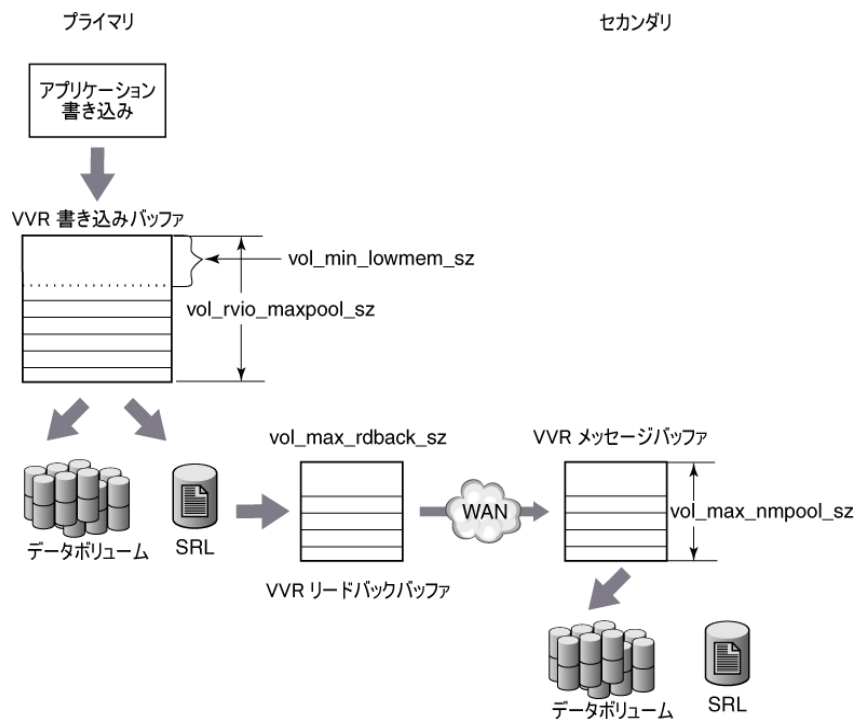 プライマリ
セカンダリ
アプリケーション
書き込み
VVR 書き込みバッファ
vol_min_lowmem_sz
vol_rvio_maxpool_sz
vol_max_rdback_sz
VVR メッセージバッファ
WAN
vol_max_nmpool_sz
データボリューム
SRL
VVR リードバックバッファ
データボリューム
SRL